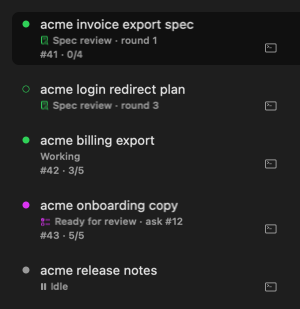 acme invoice export spec
Spec review · round 1
#41 · 0/4
acme login redirect plan
Spec review · round 3
acme billing export
Working
#42 · 3/5
acme onboarding copy
Ready for review · ask #12
#43 · 5/5
acme release notes
Idle